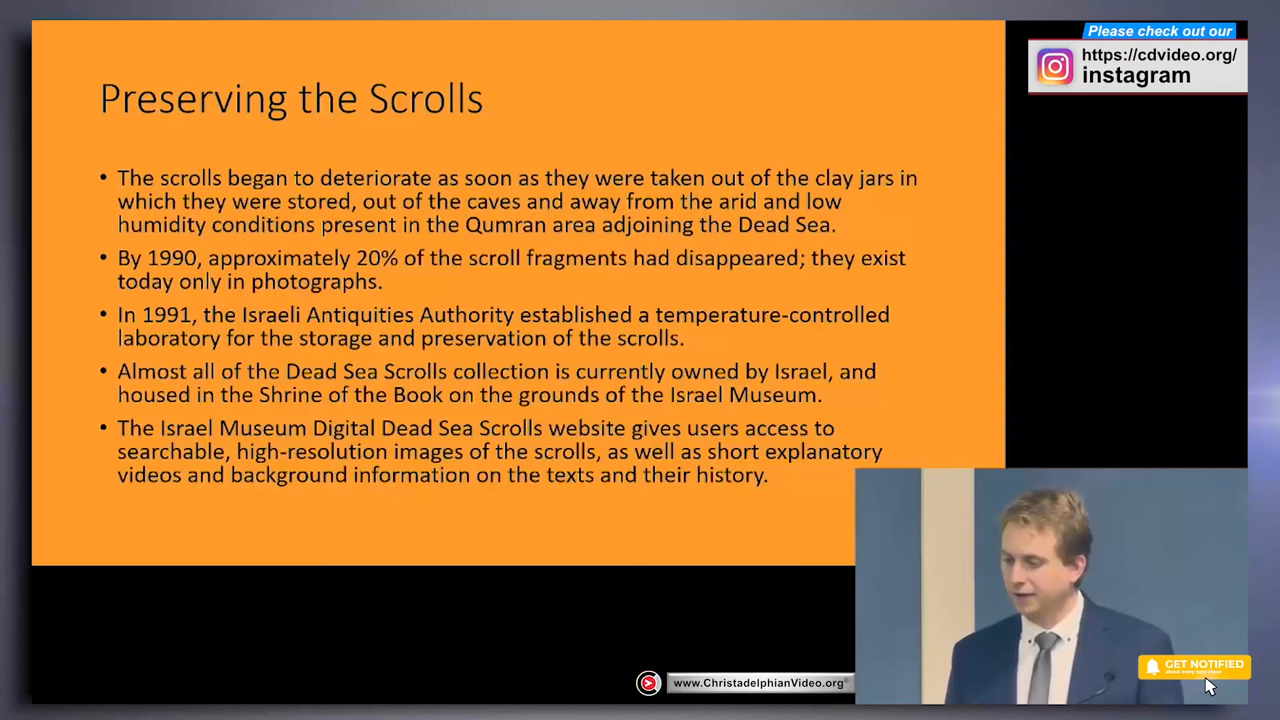 Please check out our
https://cdvideo.org/
instagram
Preserving the Scrolls
• The scrolls began to deteriorate as soon as they were taken out of the clay jars in
which they were stored, out of the caves and away from the arid and low
humidity conditions present in the Qumran area adjoining the Dead Sea.
• By 1990, approximately 20% of the scroll fragments had disappeared; they exist
today only in photographs.
• In 1991, the Israeli Antiquities Authority established a temperature-controlled
laboratory for the storage and preservation of the scrolls.
• Almost all of the Dead Sea Scrolls collection is currently owned by Israel, and
housed in the Shrine of the Book on the grounds of the Israel Museum.
• The Israel Museum Digital Dead Sea Scrolls website gives users access to
searchable, high-resolution images of the scrolls, as well as short explanatory
videos and background information on the texts and their history.
www.ChristadelphianVideo.org®
GET NOTIFIED
about every new video